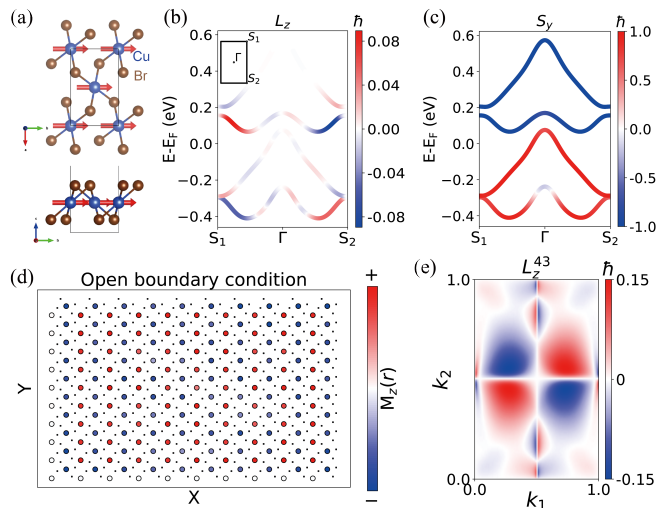 (a)
Cu
Br
(b)
L_z
ħ
S_1
Γ
S_2
E-E_F (eV)
0.6
0.4
0.2
0.0
−0.2
−0.4
S_1
Γ
S_2
0.08
0.04
0.00
−0.04
−0.08
(c)
S_y
ħ
E-E_F (eV)
0.6
0.4
0.2
0.0
−0.2
−0.4
S_1
Γ
S_2
1.0
0.5
0.0
−0.5
−1.0
(d)
Open boundary condition
Y
X
+
M_z(r)
−
(e)
L_z^43
ħ
k_2
1.0
0.0
0.0
1.0
k_1
0.15
0
-0.15